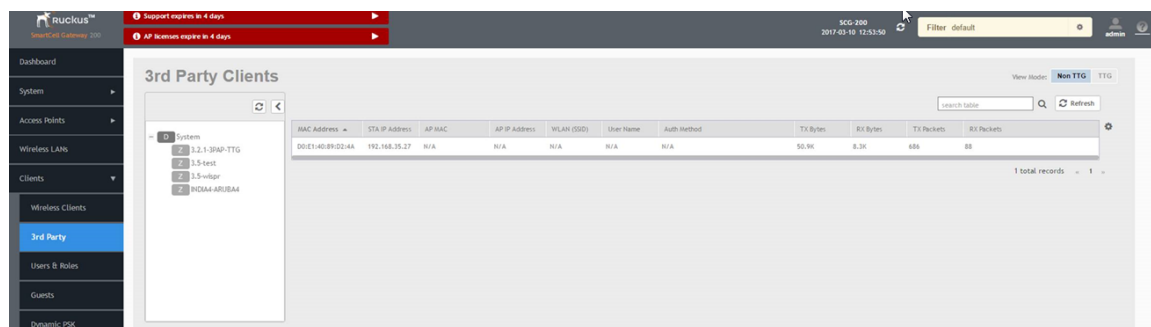 RUCKUS™
SmartCell Gateway 200
Support expires in 4 days
AP licenses expire in 4 days
SCG-200
2017-03-10 12:53:50
Filter default
admin
Dashboard
System
Access Points
Wireless LANs
Clients
Wireless Clients
3rd Party
Users & Roles
Guests
Dynamic PSK
3rd Party Clients
View Mode: Non TTG TTG
search table
Refresh
D System
Z 3.2.1-3PAP-TTG
Z 3.5-test
Z 3.5-wispr
Z INDIA4-ARUBA4
MAC Address STA IP Address AP MAC AP IP Address WLAN (SSID) User Name Auth Method TX Bytes RX Bytes TX Packets RX Packets
D0:E1:40:89:D2:4A 192.168.35.27 N/A N/A N/A N/A N/A 50.9K 8.3K 686 88
1 total records 1